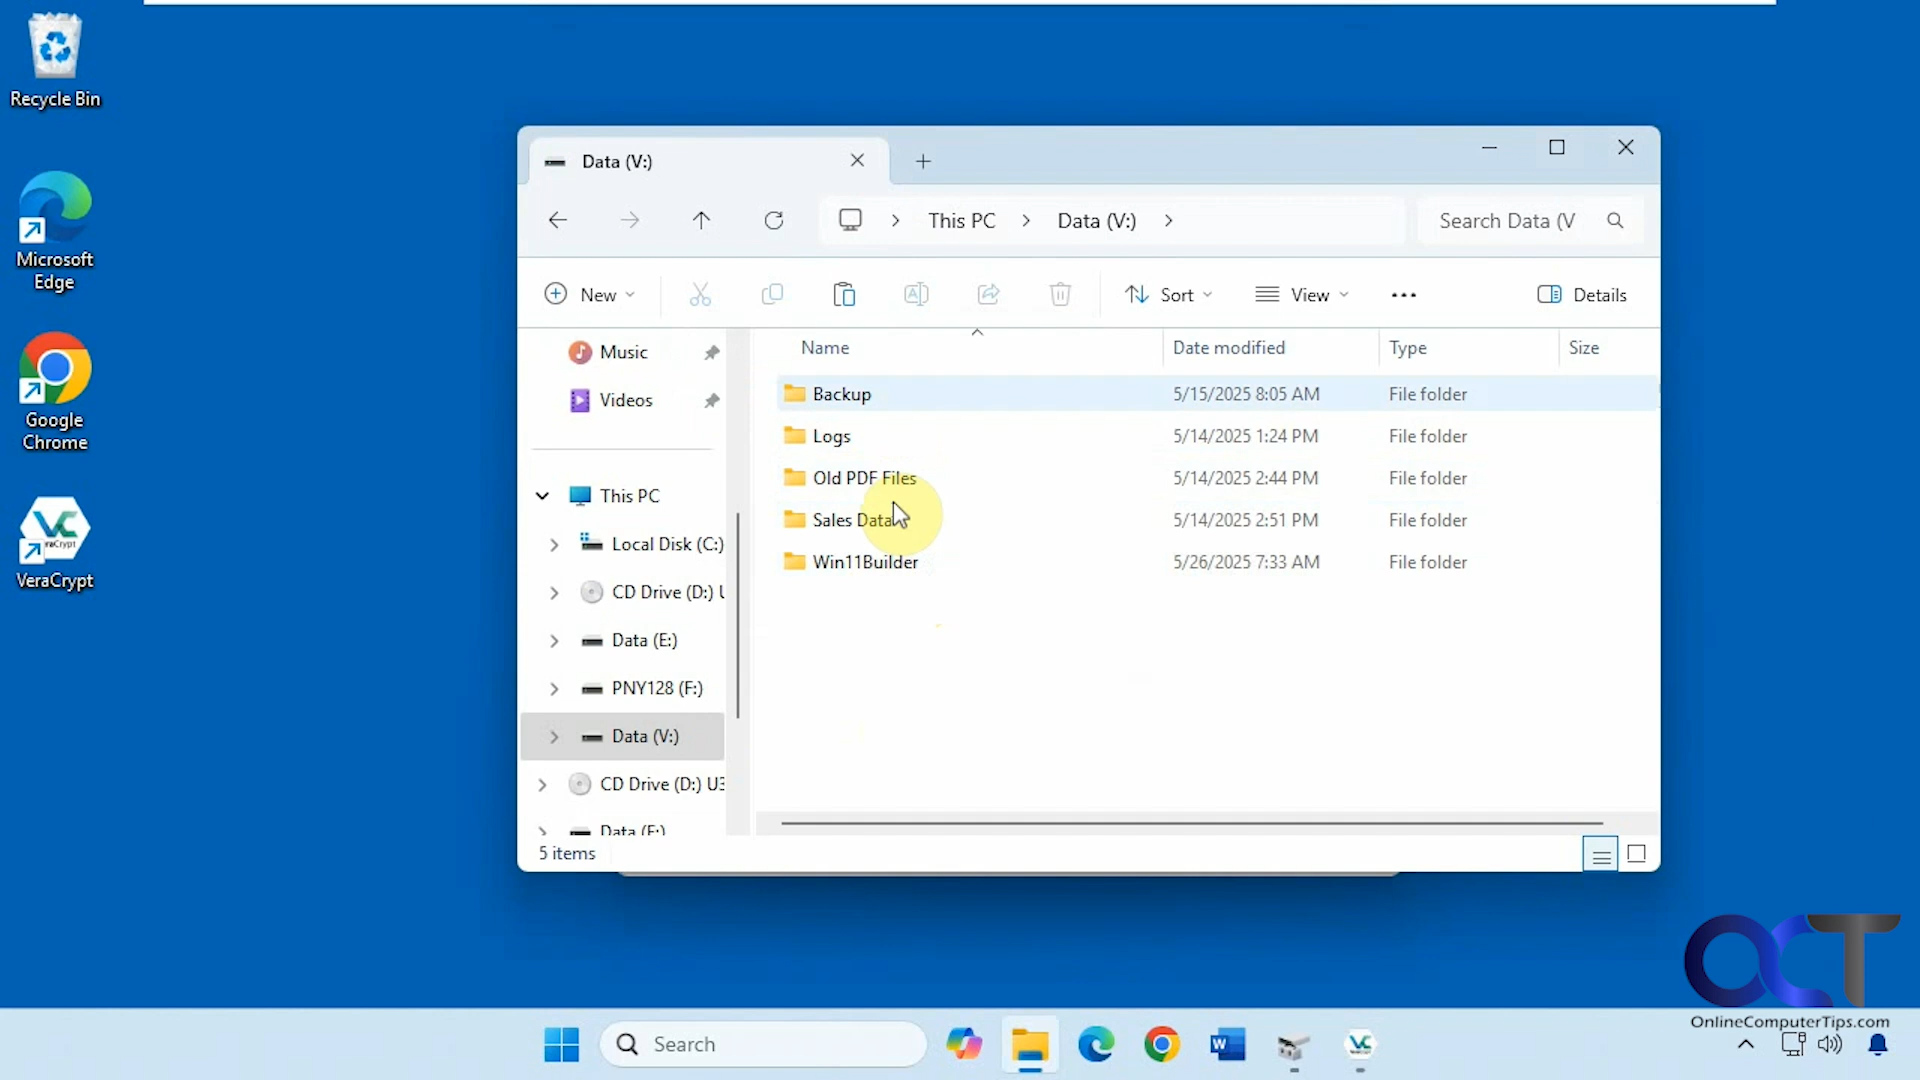 Recycle Bin
Microsoft
Edge
Google
Chrome
VeraCrypt
Data (V:)
This PC
Data (V:)
Search Data (V
New
Sort
View
Details
Name
Date modified
Type
Size
Music
Videos
This PC
Local Disk (C:)
CD Drive (D:) U
Data (E:)
PNY128 (F:)
Data (V:)
CD Drive (D:) U3
Data (E:)
Backup 5/15/2025 8:05 AM File folder
Logs 5/14/2025 1:24 PM File folder
Old PDF Files 5/14/2025 2:44 PM File folder
Sales Data 5/14/2025 2:51 PM File folder
Win11Builder 5/26/2025 7:33 AM File folder
5 items
OCT
OnlineComputerTips.com
Search